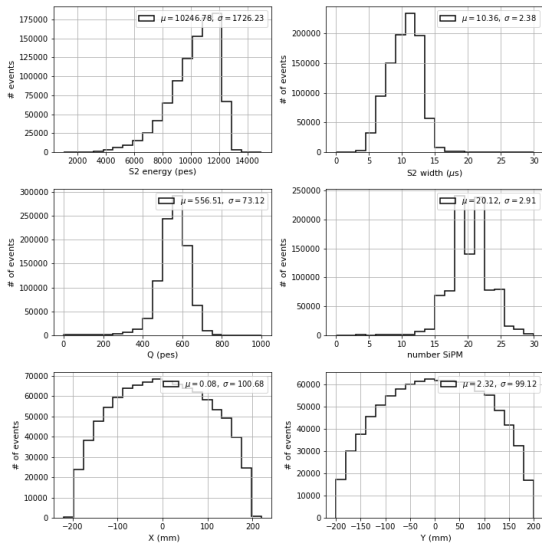 μ=10246.78, σ=1726.23
# of events
175000
150000
125000
100000
75000
50000
25000
0
2000 4000 6000 8000 10000 12000 14000
S2 energy (pes)
μ=10.36, σ=2.38
# of events
200000
150000
100000
50000
0
0 5 10 15 20 25 30
S2 width (μs)
μ=556.51, σ=73.12
# of events
300000
250000
200000
150000
100000
50000
0
0 200 400 600 800 1000
Q (pes)
μ=20.12, σ=2.91
# of events
250000
200000
150000
100000
50000
0
0 5 10 15 20 25 30
number SiPM
μ=0.08, σ=100.68
# of events
70000
60000
50000
40000
30000
20000
10000
0
−200 −100 0 100 200
X (mm)
μ=2.32, σ=99.12
# of events
60000
50000
40000
30000
20000
10000
0
−200 −150 −100 −50 0 50 100 150 200
Y (mm)